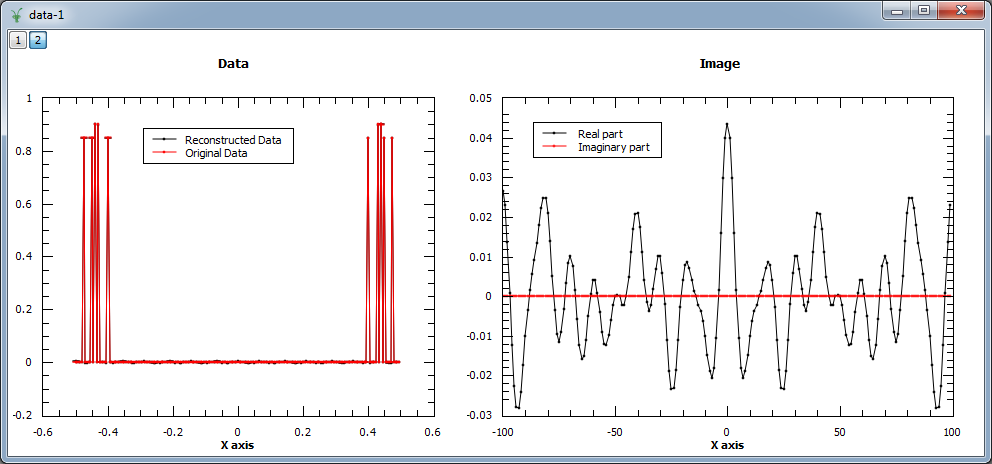 data-1
1 2
Data
1
0.8
0.6
0.4
0.2
0
-0.2
-0.6 -0.4 -0.2 0 0.2 0.4 0.6
X axis
Reconstructed Data
Original Data
Image
0.05
0.04
0.03
0.02
0.01
0
-0.01
-0.02
-0.03
-100 -50 0 50 100
X axis
Real part
Imaginary part